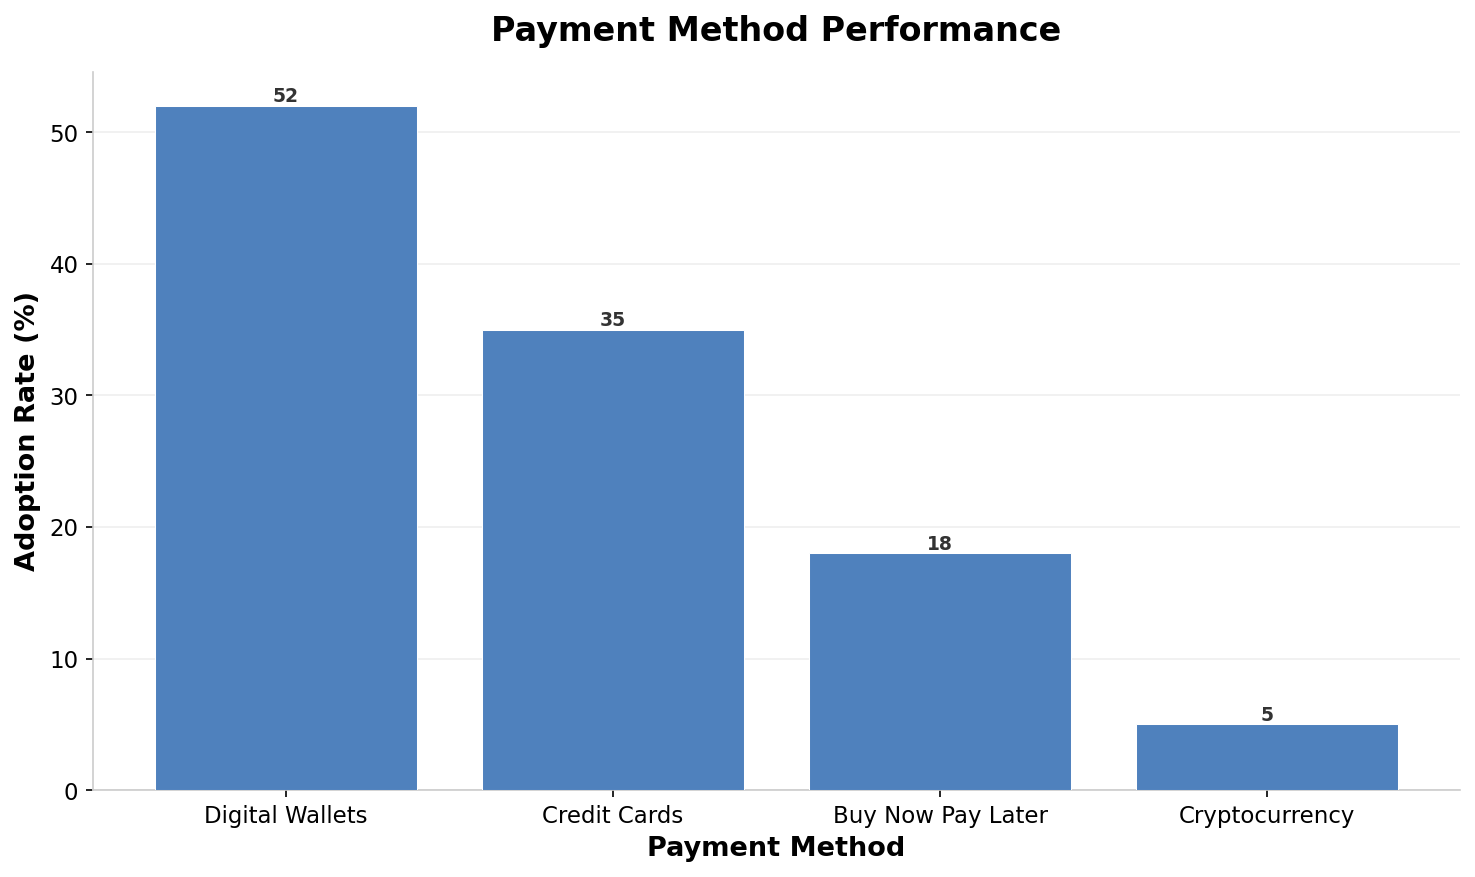 Payment Method Performance
52
50
40
35
30
20
18
10
5
0
Adoption Rate (%)
Digital Wallets
Credit Cards
Buy Now Pay Later
Cryptocurrency
Payment Method